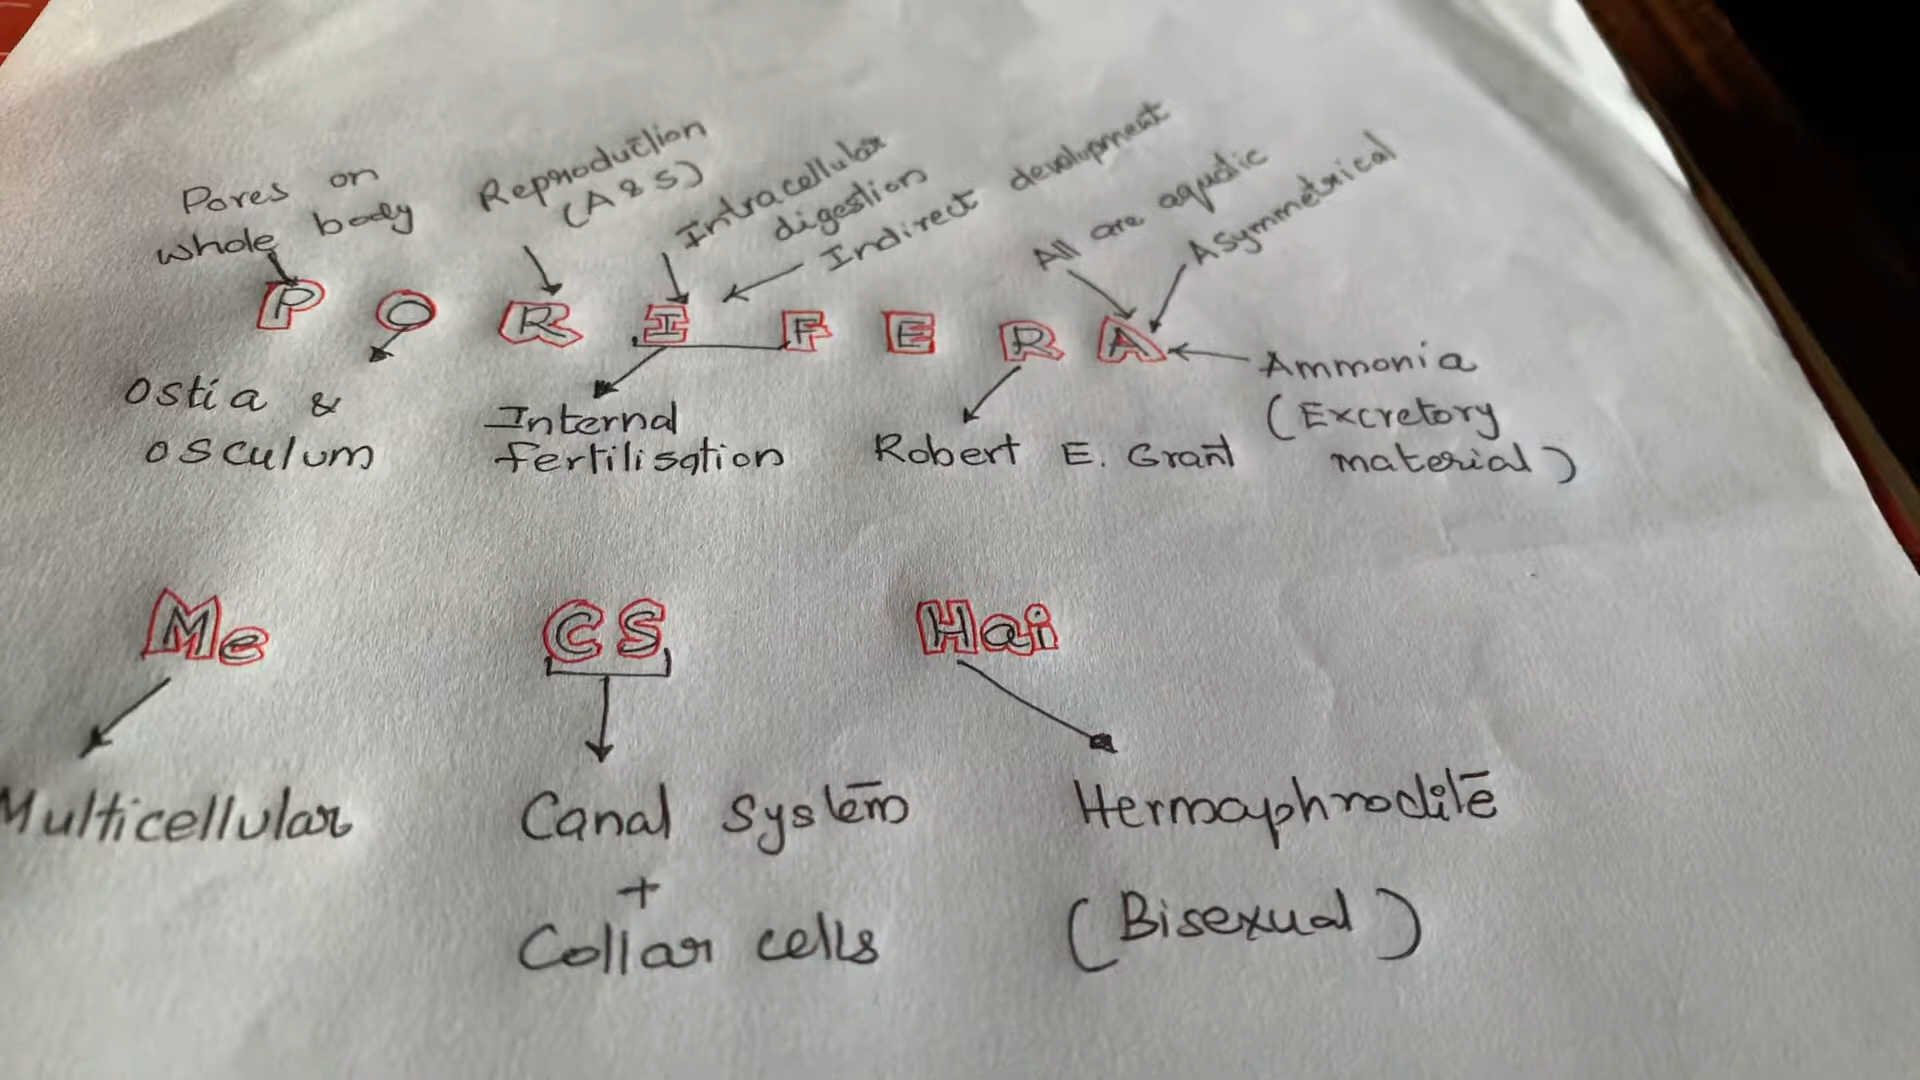 Pores on
whole body
Reproduction
(A & S)
Intracellular
digestion
Indirect development
All are aquatic
Asymmetrical
P O R I F E R A
Ostia &
osculum
Internal
fertilisation
Robert E. Grant
Ammonia
(Excretory
material)
Me CS Hai
Multicellular
Canal System
+
Collar cells
Hermaphrodite
(Bisexual)